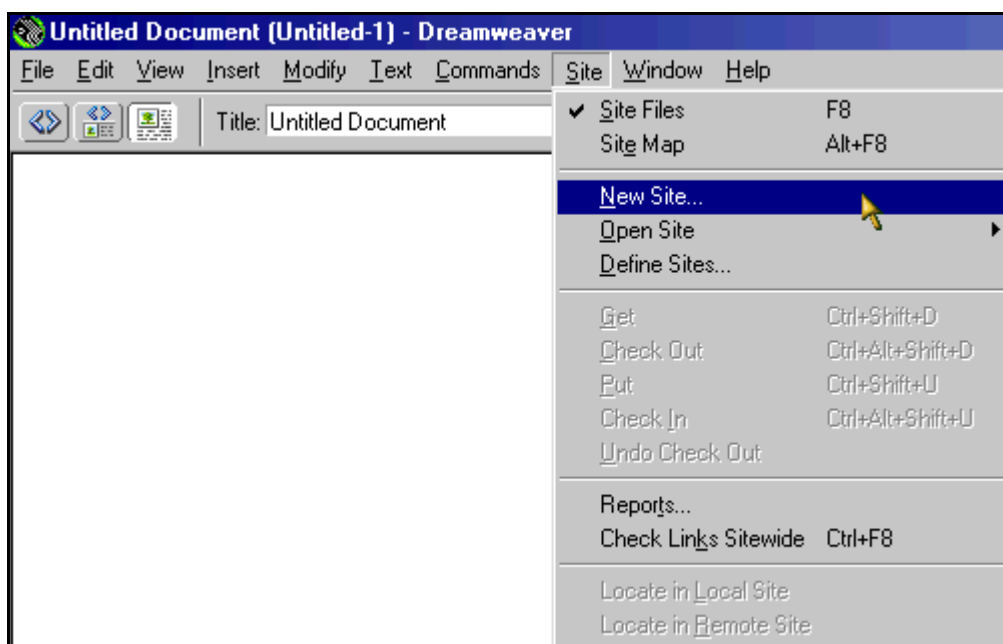 Untitled Document (Untitled-1) - Dreamweaver
File Edit View Insert Modify Text Commands Site Window Help
Title: Untitled Document
Site Files F8
Site Map Alt+F8
New Site...
Open Site
Define Sites...
Get Ctrl+Shift+D
Check Out Ctrl+Alt+Shift+D
Put Ctrl+Shift+U
Check In Ctrl+Alt+Shift+U
Undo Check Out
Reports...
Check Links Sitewide Ctrl+F8
Locate in Local Site
Locate in Remote Site